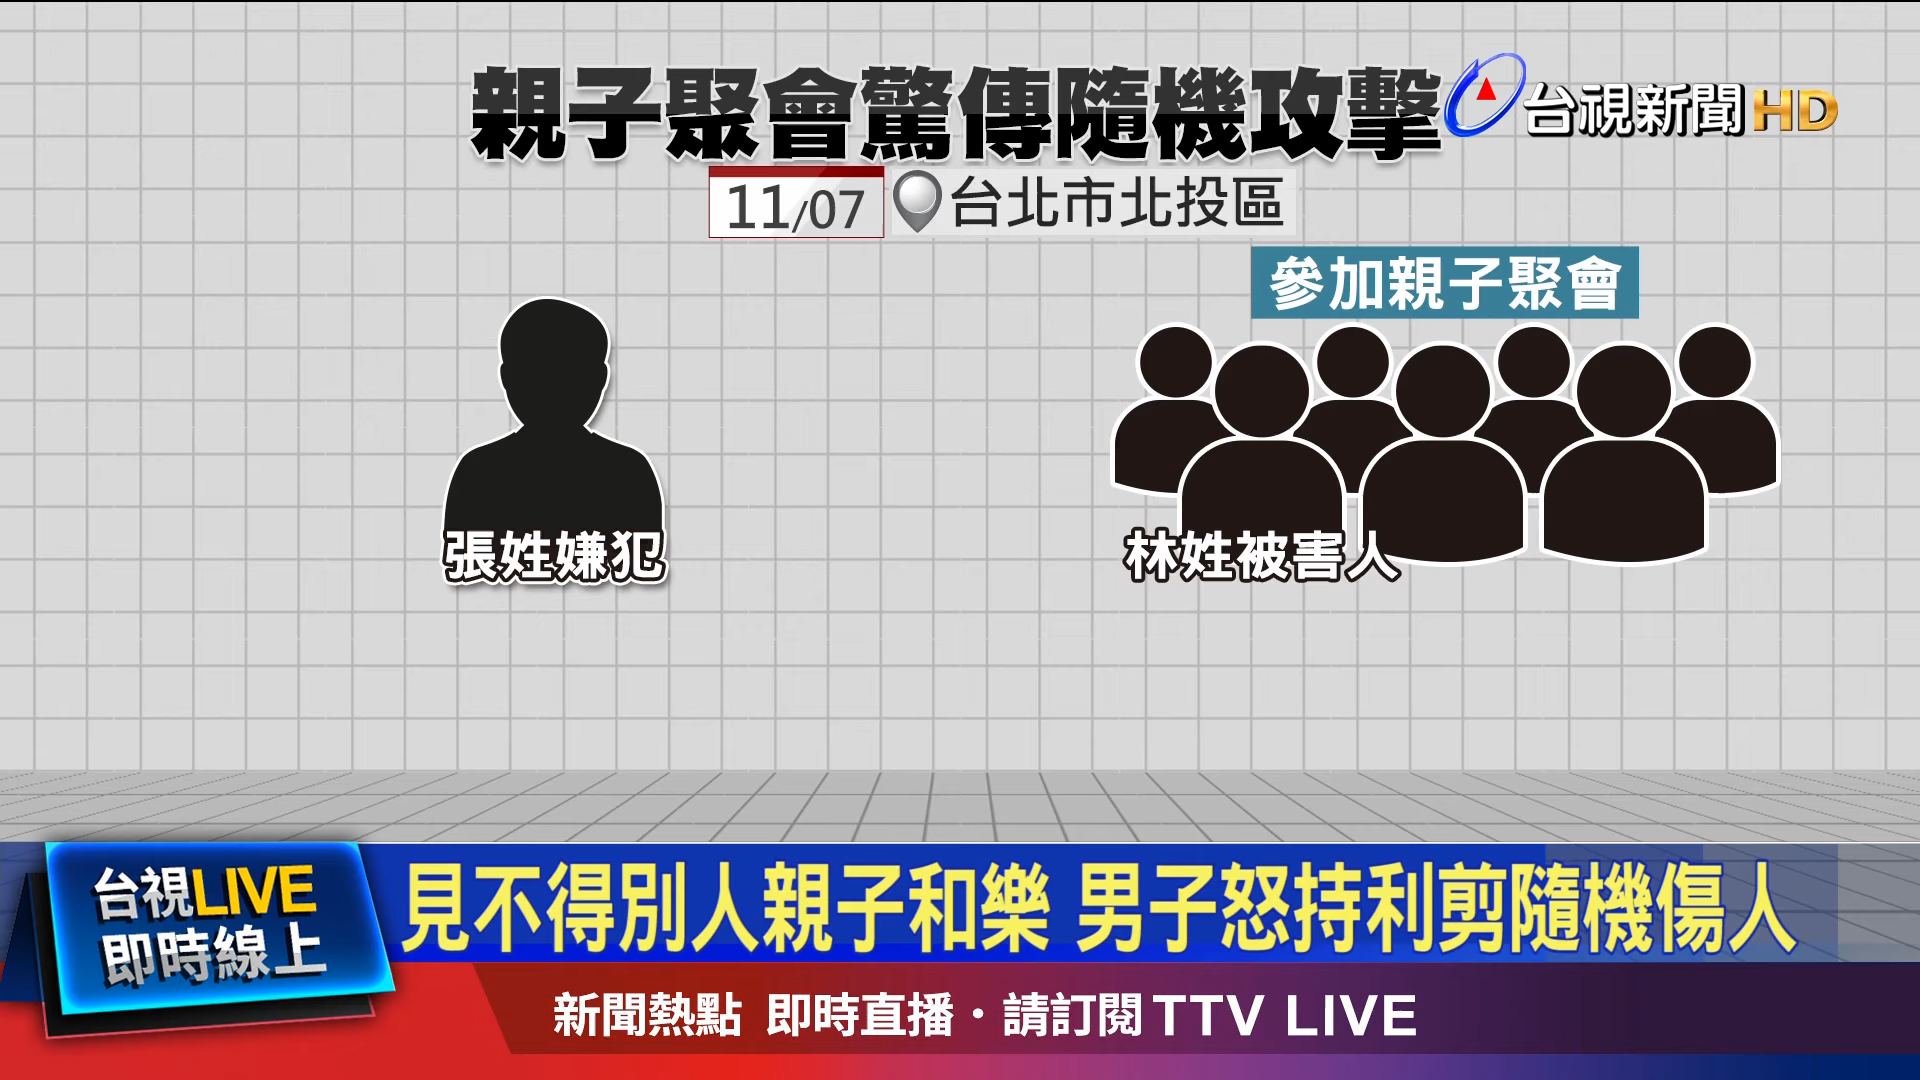 親子聚會驚傳隨機攻擊
台視新聞HD
11/07
台北市北投區
參加親子聚會
張姓嫌犯
林姓被害人
台視LIVE
即時線上
見不得別人親子和樂 男子怒持利剪隨機傷人
新聞熱點 即時直播・請訂閱TTV LIVE